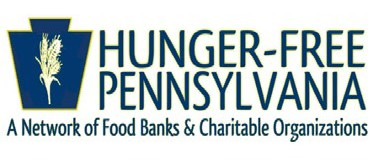 HUNGER-FREE
PENNSYLVANIA
A Network of Food Banks & Charitable Organizations